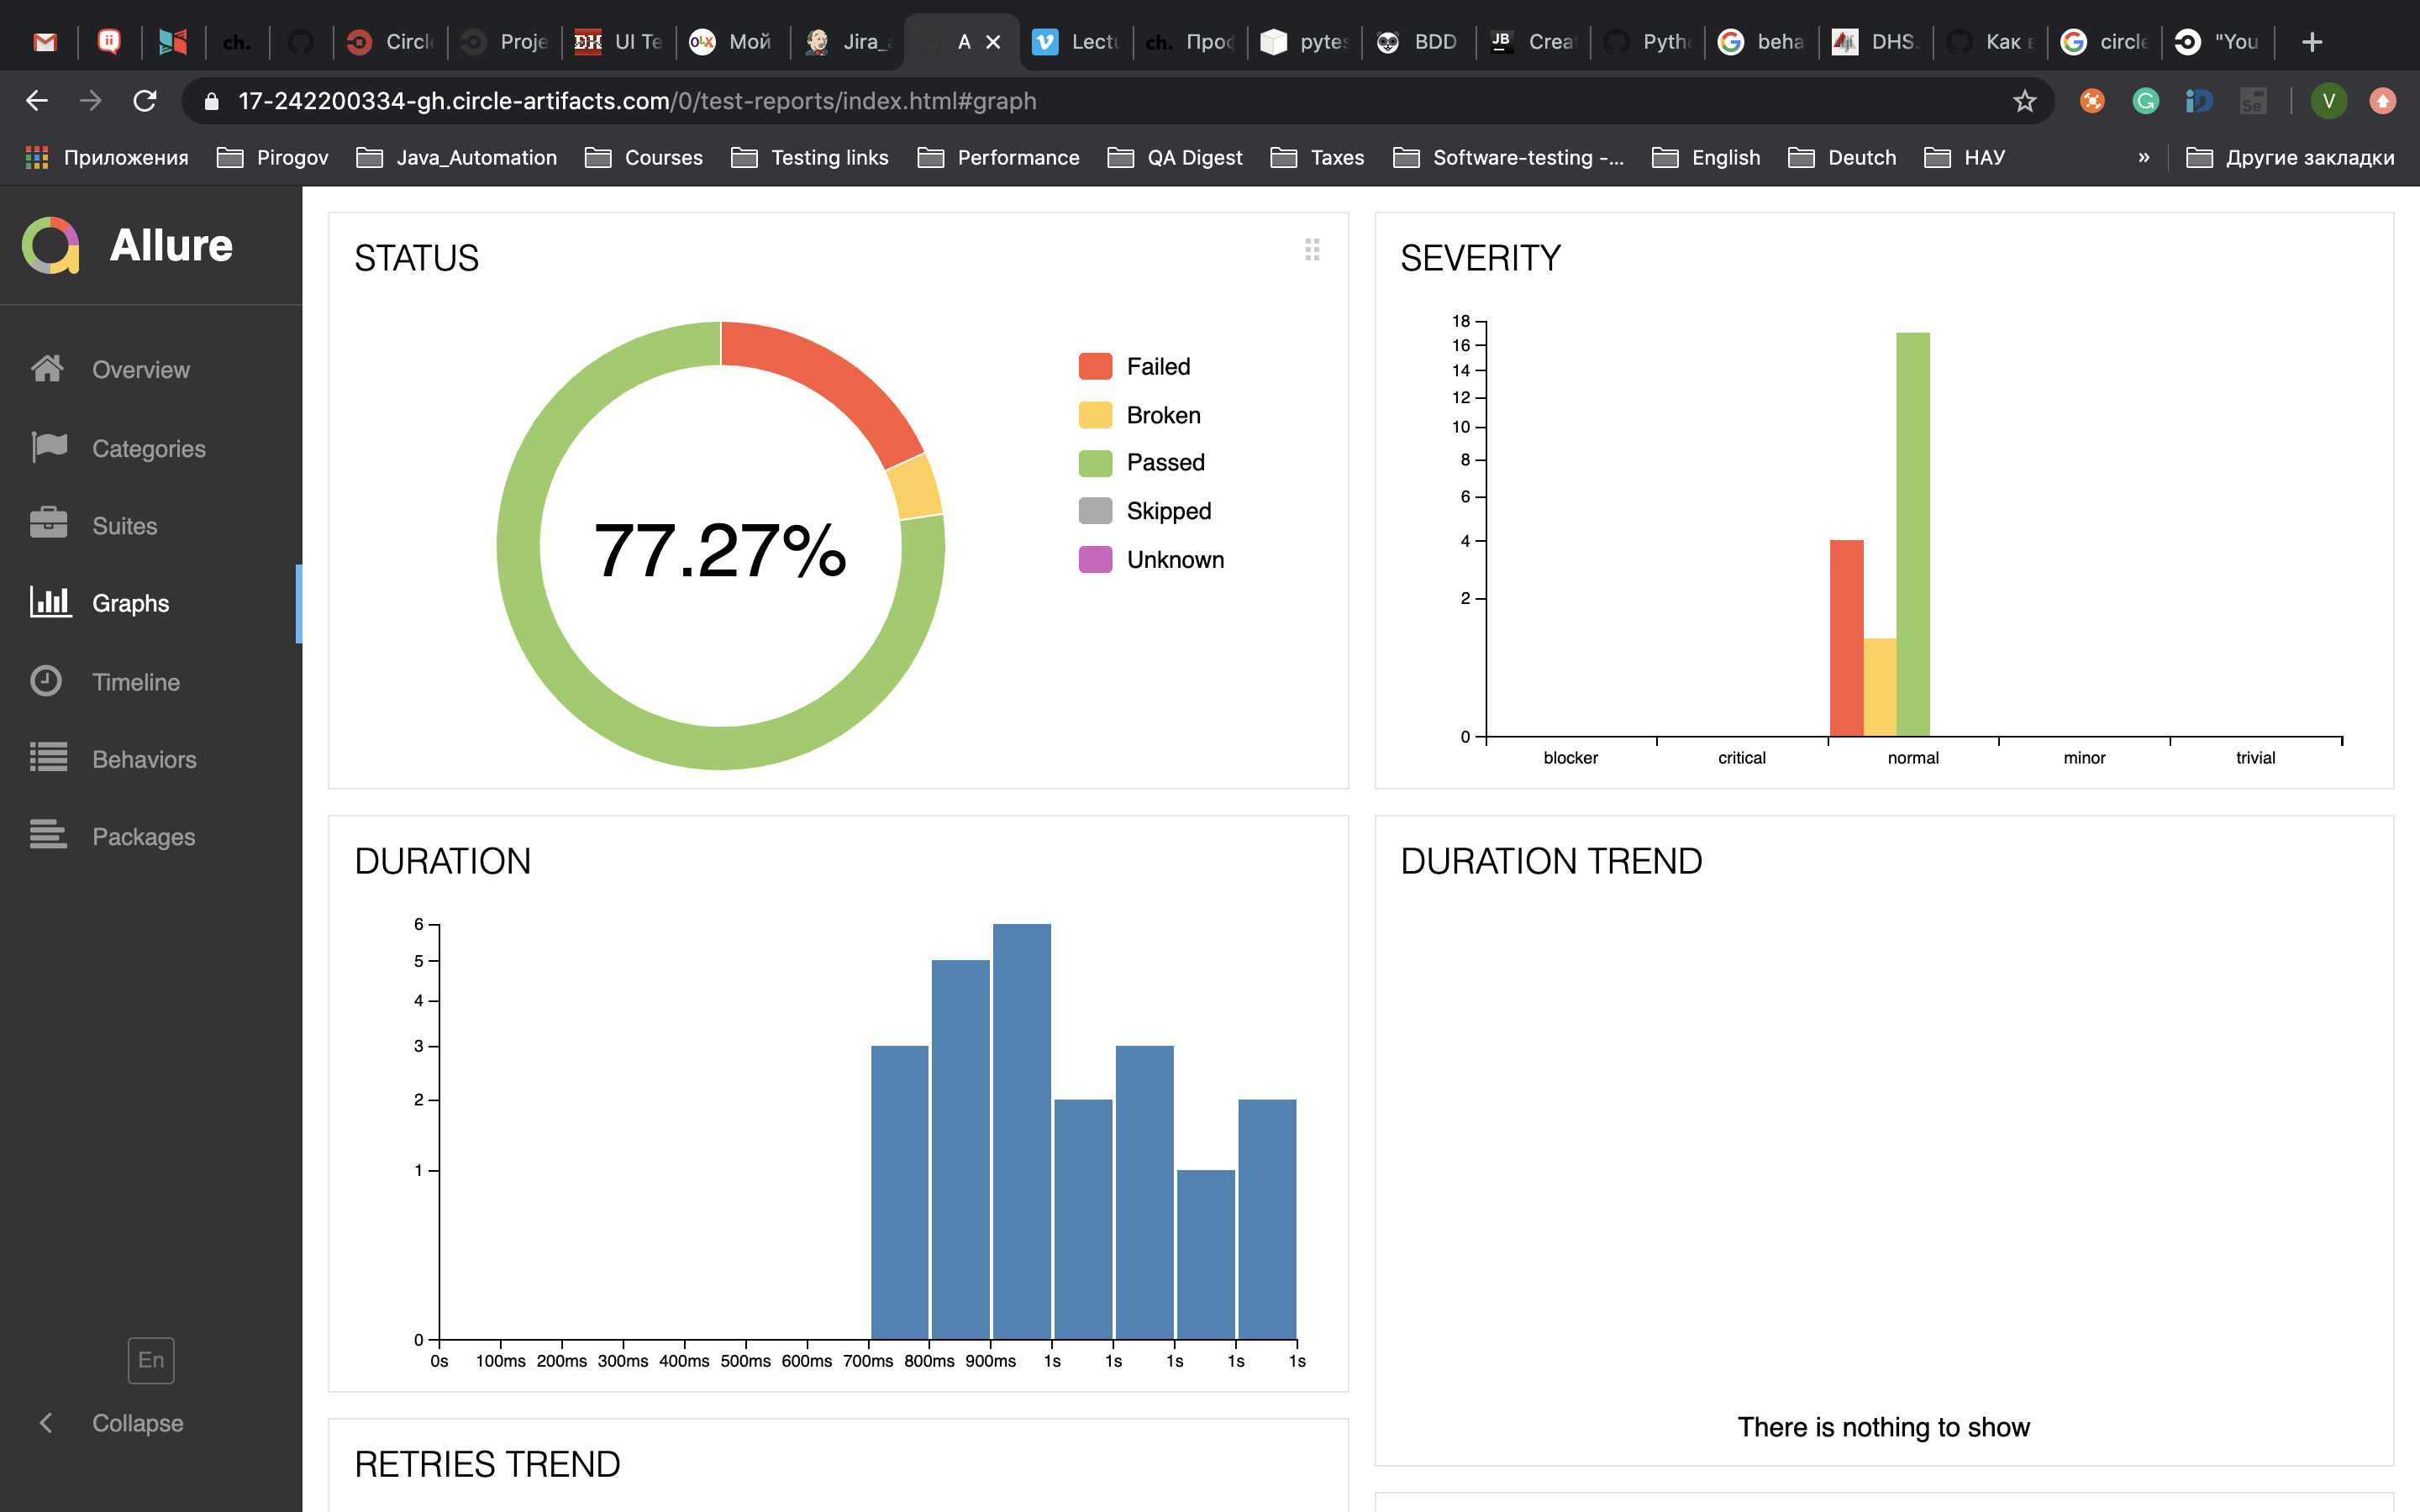 ch. Circl Proje DH UI Te OLX Мой Jira_ A Lectu ch. Прос pytes BDD JB Crea Pyth beha DHS. Как circle "You
17-242200334-gh.circle-artifacts.com/0/test-reports/index.html#graph Se V
Приложения Pirogov Java_Automation Courses Testing links Performance QA Digest Taxes Software-testing -... English Deutch НАУ » Другие закладки
Allure
Overview
Categories
Suites
Graphs
Timeline
Behaviors
Packages
En
Collapse
STATUS
77.27%
Failed
Broken
Passed
Skipped
Unknown
SEVERITY
18
16
14
12
10
8
6
4
2
0
blocker critical normal minor trivial
DURATION
6
5
4
3
2
1
0
0s 100ms 200ms 300ms 400ms 500ms 600ms 700ms 800ms 900ms 1s 1s 1s 1s 1s
DURATION TREND
There is nothing to show
RETRIES TREND